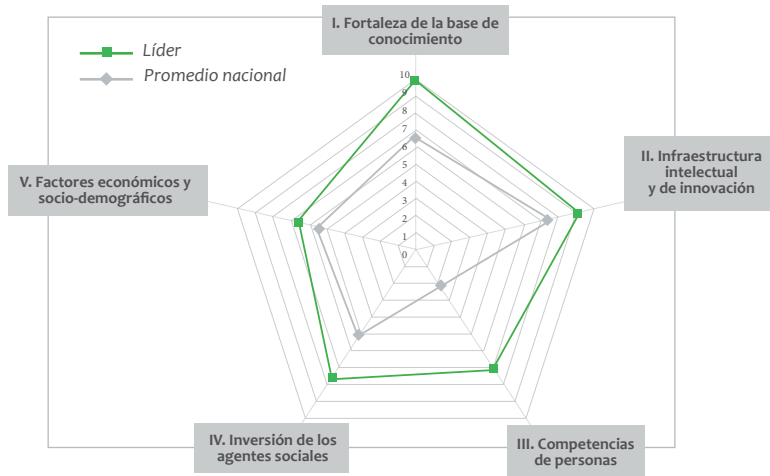 I. Fortaleza de la base de
conocimiento
Líder
Promedio nacional
10
9
8
7
6
5
4
3
2
1
0
II. Infraestructura
intelectual
y de innovación
V. Factores económicos y
socio-demográficos
IV. Inversión de los
agentes sociales
III. Competencias
de personas